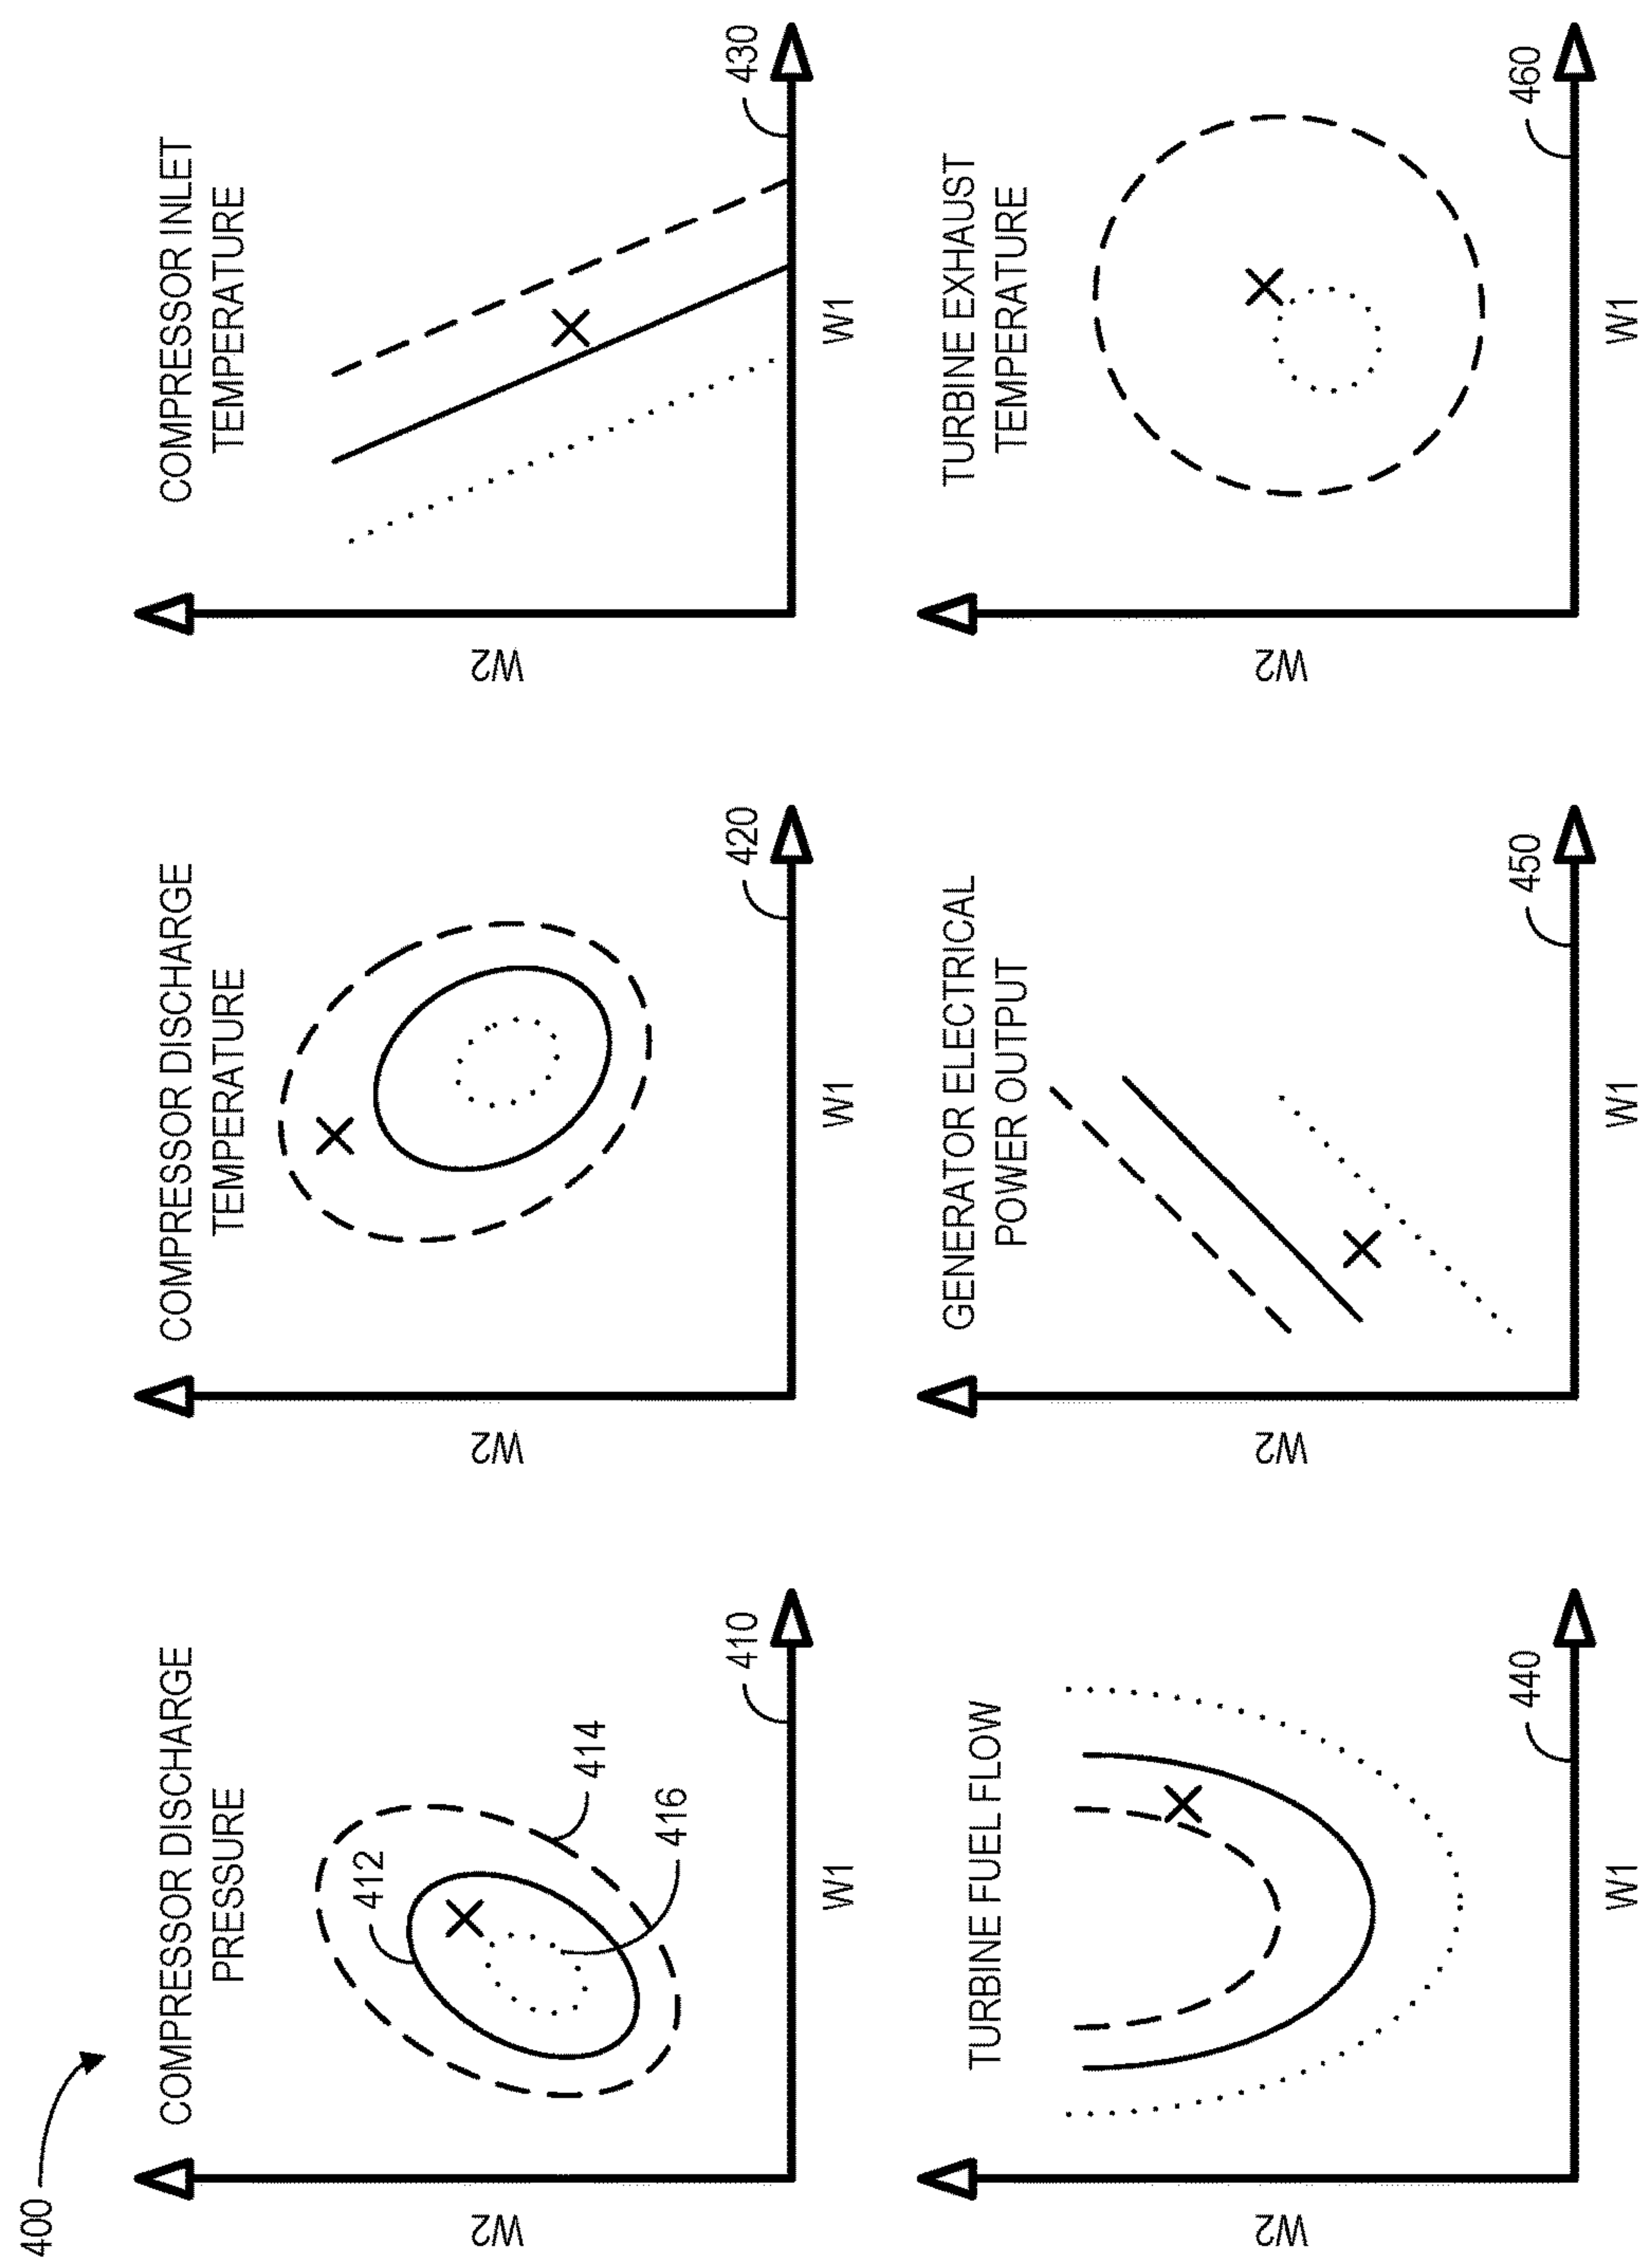 400
COMPRESSOR DISCHARGE
PRESSURE
412
414
416
410
W2
W1
COMPRESSOR DISCHARGE
TEMPERATURE
420
W2
W1
COMPRESSOR INLET
TEMPERATURE
430
W2
W1
TURBINE FUEL FLOW
440
W2
W1
GENERATOR ELECTRICAL
POWER OUTPUT
450
W2
W1
TURBINE EXHAUST
TEMPERATURE
460
W2
W1